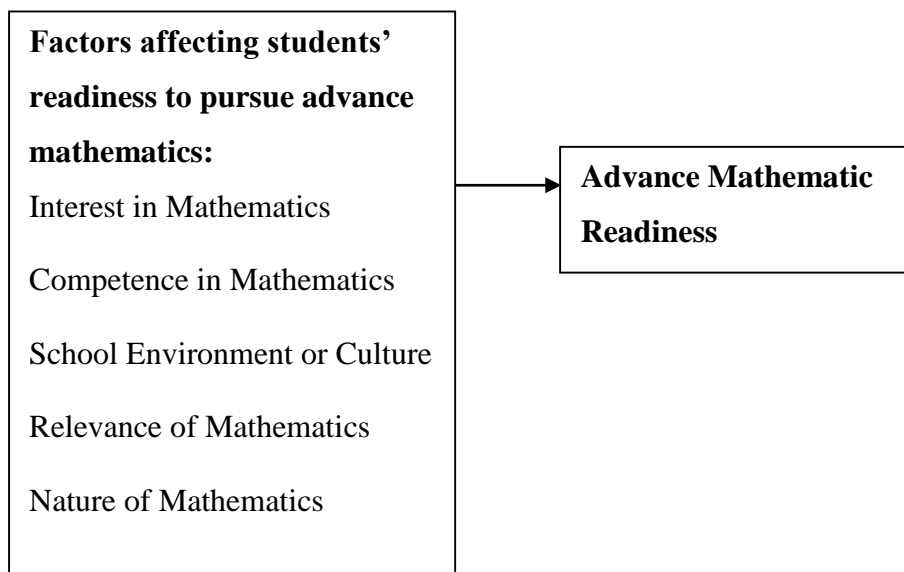 Factors affecting students’
readiness to pursue advance
mathematics:
Interest in Mathematics
Competence in Mathematics
School Environment or Culture
Relevance of Mathematics
Nature of Mathematics
Advance Mathematic
Readiness